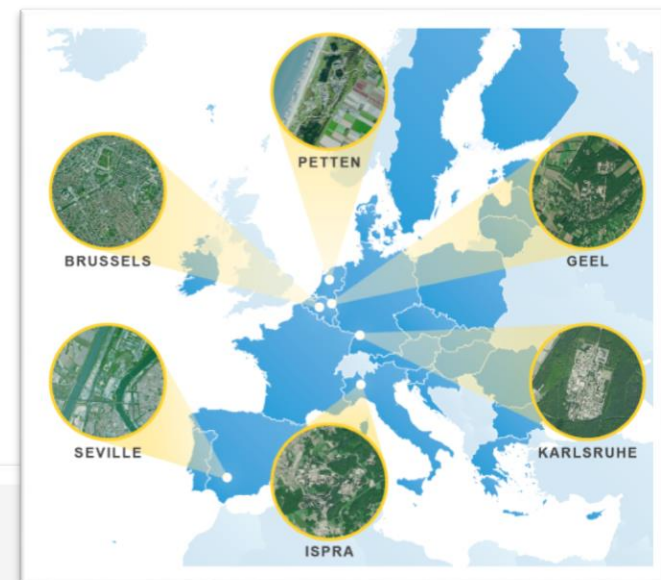 PETTEN
BRUSSELS
GEEL
SEVILLE
KARLSRUHE
ISPRA